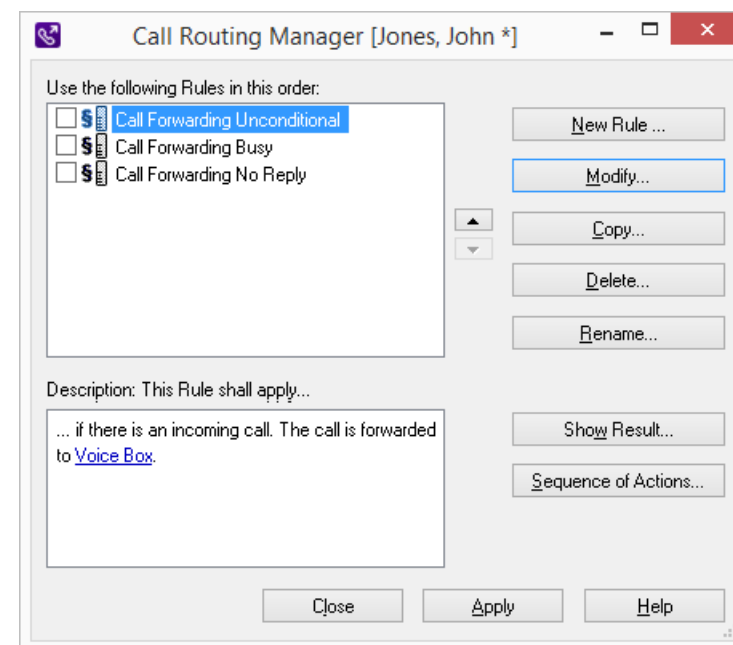 Call Routing Manager [Jones, John *]
Use the following Rules in this order:
§ Call Forwarding Unconditional
§ Call Forwarding Busy
§ Call Forwarding No Reply
New Rule ...
Modify...
Copy...
Delete...
Rename...
Description: This Rule shall apply...
... if there is an incoming call. The call is forwarded
to Voice Box.
Show Result...
Sequence of Actions...
Close
Apply
Help